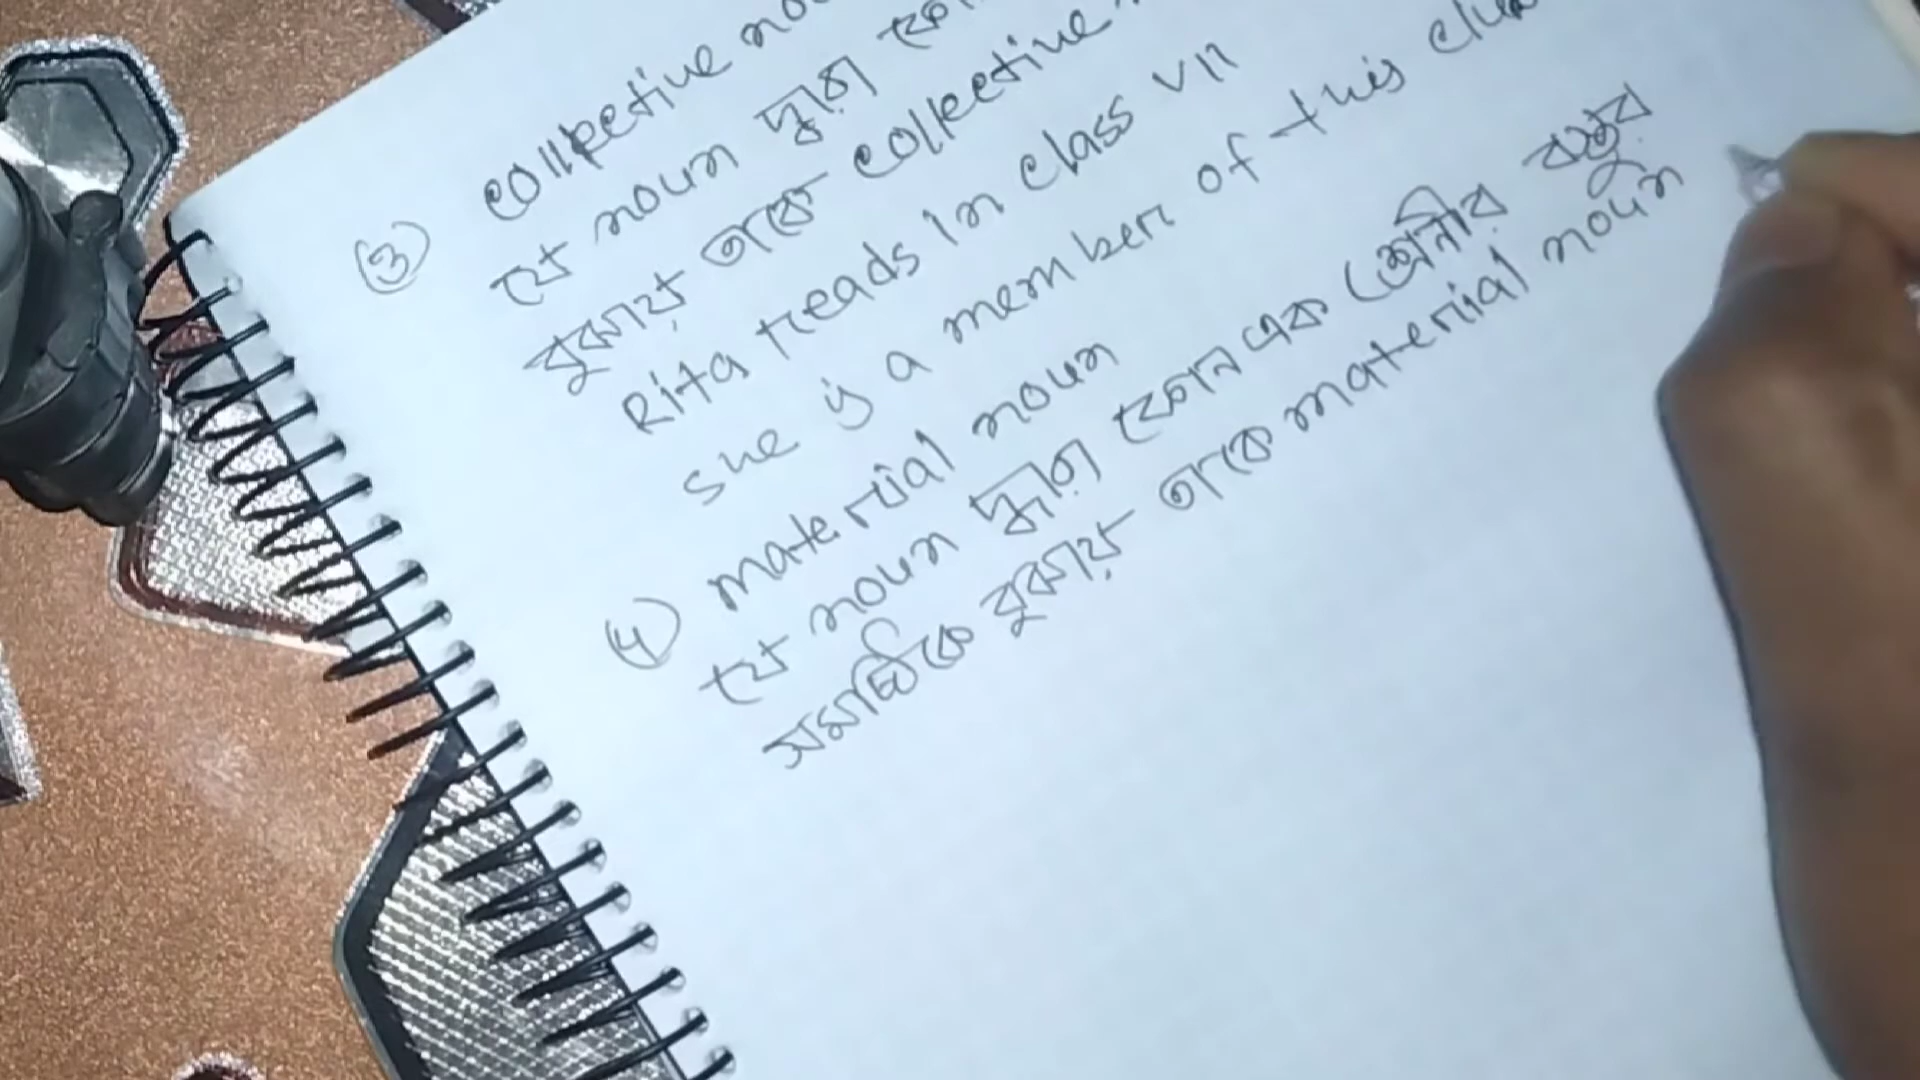 ③ collective
যে noun দ্বারা
বুঝায় তাকে collective
Rita reads in class VII
she is a member of this club
④ material noun
যে noun দ্বারা কোন এক শ্রেনীর বস্তুর
সমষ্টিকে বুঝায় তাকে material noun